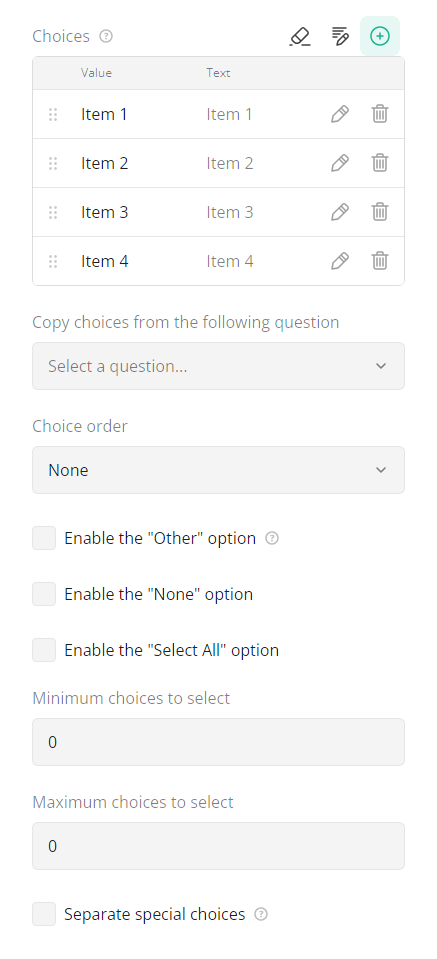 Choices
Value Text
Item 1 Item 1
Item 2 Item 2
Item 3 Item 3
Item 4 Item 4
Copy choices from the following question
Select a question...
Choice order
None
Enable the "Other" option
Enable the "None" option
Enable the "Select All" option
Minimum choices to select
0
Maximum choices to select
0
Separate special choices